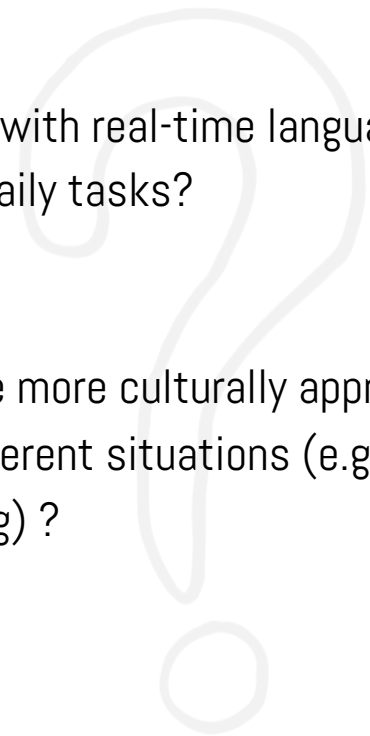 with real-time langua
aily tasks?
e more culturally appr
erent situations (e.g
g) ?